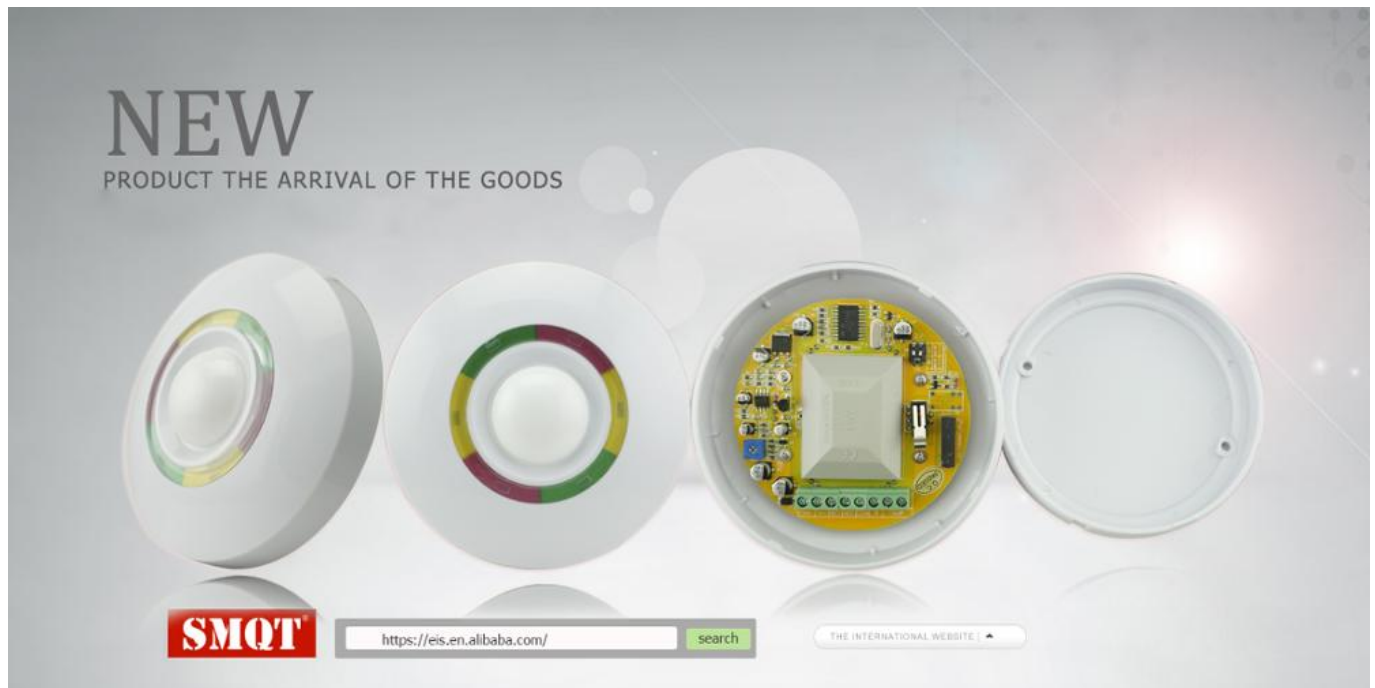 NEW
PRODUCT THE ARRIVAL OF THE GOODS
SMQT
https://eis.en.alibaba.com/
search
THE INTERNATIONAL WEBSITE